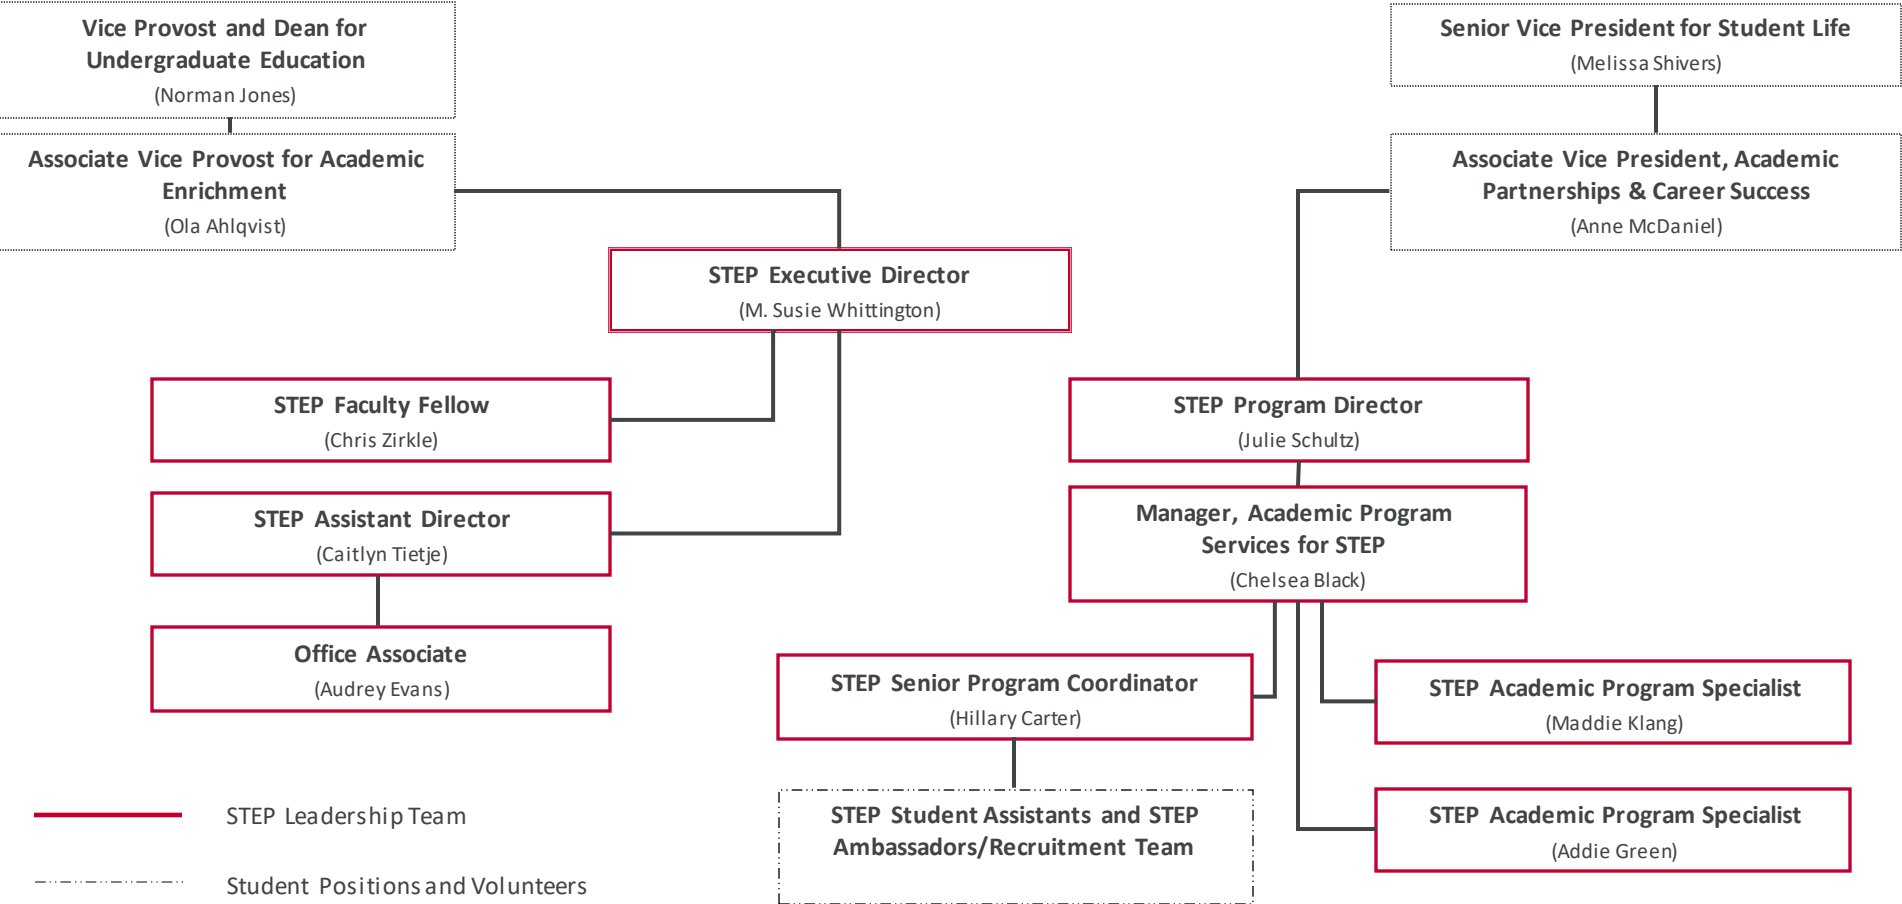 Vice Provost and Dean for
Undergraduate Education
(Norman Jones)
Associate Vice Provost for Academic
Enrichment
(Ola Ahlqvist)
Senior Vice President for Student Life
(Melissa Shivers)
Associate Vice President, Academic
Partnerships & Career Success
(Anne McDaniel)
STEP Executive Director
(M. Susie Whittington)
STEP Faculty Fellow
(Chris Zirkle)
STEP Assistant Director
(Caitlyn Tietje)
Office Associate
(Audrey Evans)
STEP Program Director
(Julie Schultz)
Manager, Academic Program
Services for STEP
(Chelsea Black)
STEP Senior Program Coordinator
(Hillary Carter)
STEP Student Assistants and STEP
Ambassadors/Recruitment Team
STEP Academic Program Specialist
(Maddie Klang)
STEP Academic Program Specialist
(Addie Green)
STEP Leadership Team
Student Positions and Volunteers